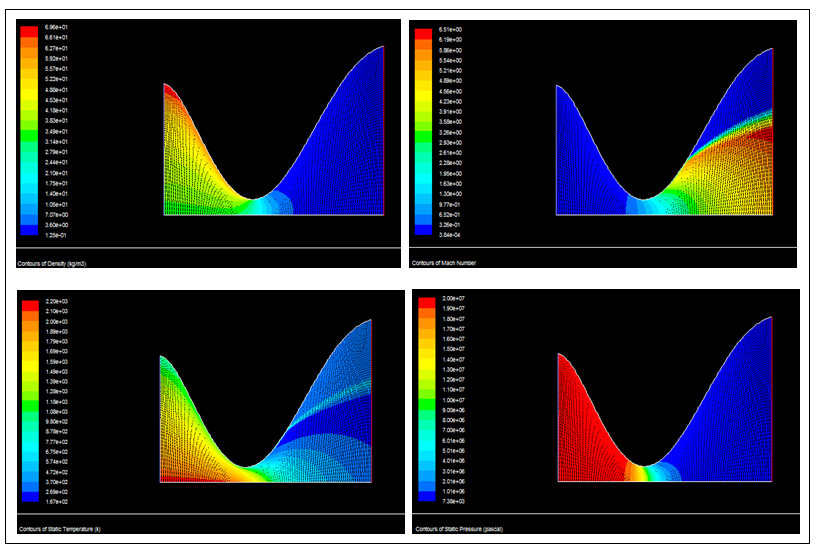 6.96e+01
6.61e+01
6.27e+01
5.92e+01
5.57e+01
5.22e+01
4.88e+01
4.53e+01
4.18e+01
3.83e+01
3.49e+01
3.14e+01
2.79e+01
2.44e+01
2.10e+01
1.75e+01
1.40e+01
1.05e+01
7.07e+00
3.60e+00
1.25e-01
Contours of Density (kg/m3)
6.51e+00
6.19e+00
5.86e+00
5.54e+00
5.21e+00
4.89e+00
4.56e+00
4.23e+00
3.91e+00
3.58e+00
3.26e+00
2.93e+00
2.61e+00
2.28e+00
1.95e+00
1.63e+00
1.30e+00
9.77e-01
6.52e-01
3.26e-01
3.84e-04
Contours of Mach Number
2.20e+03
2.10e+03
1.99e+03
1.89e+03
1.79e+03
1.69e+03
1.59e+03
1.49e+03
1.39e+03
1.28e+03
1.18e+03
1.08e+03
9.80e+02
8.78e+02
7.77e+02
6.75e+02
5.74e+02
4.72e+02
3.70e+02
2.69e+02
1.67e+02
Contours of Static Temperature (k)
2.00e+07
1.90e+07
1.80e+07
1.70e+07
1.60e+07
1.50e+07
1.40e+07
1.30e+07
1.20e+07
1.10e+07
1.00e+07
9.00e+06
8.00e+06
7.00e+06
6.01e+06
5.01e+06
4.01e+06
3.01e+06
2.01e+06
1.01e+06
7.38e+03
Contours of Static Pressure (pascal)